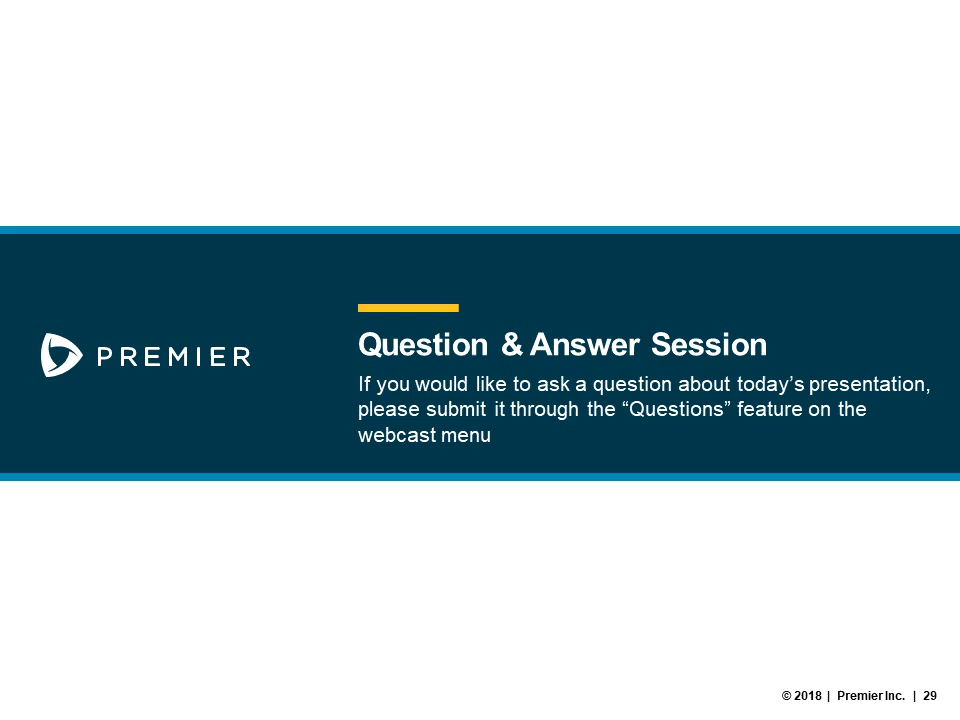 PREMIER
Question & Answer Session
If you would like to ask a question about today’s presentation,
please submit it through the “Questions” feature on the
webcast menu
© 2018 | Premier Inc. | 29